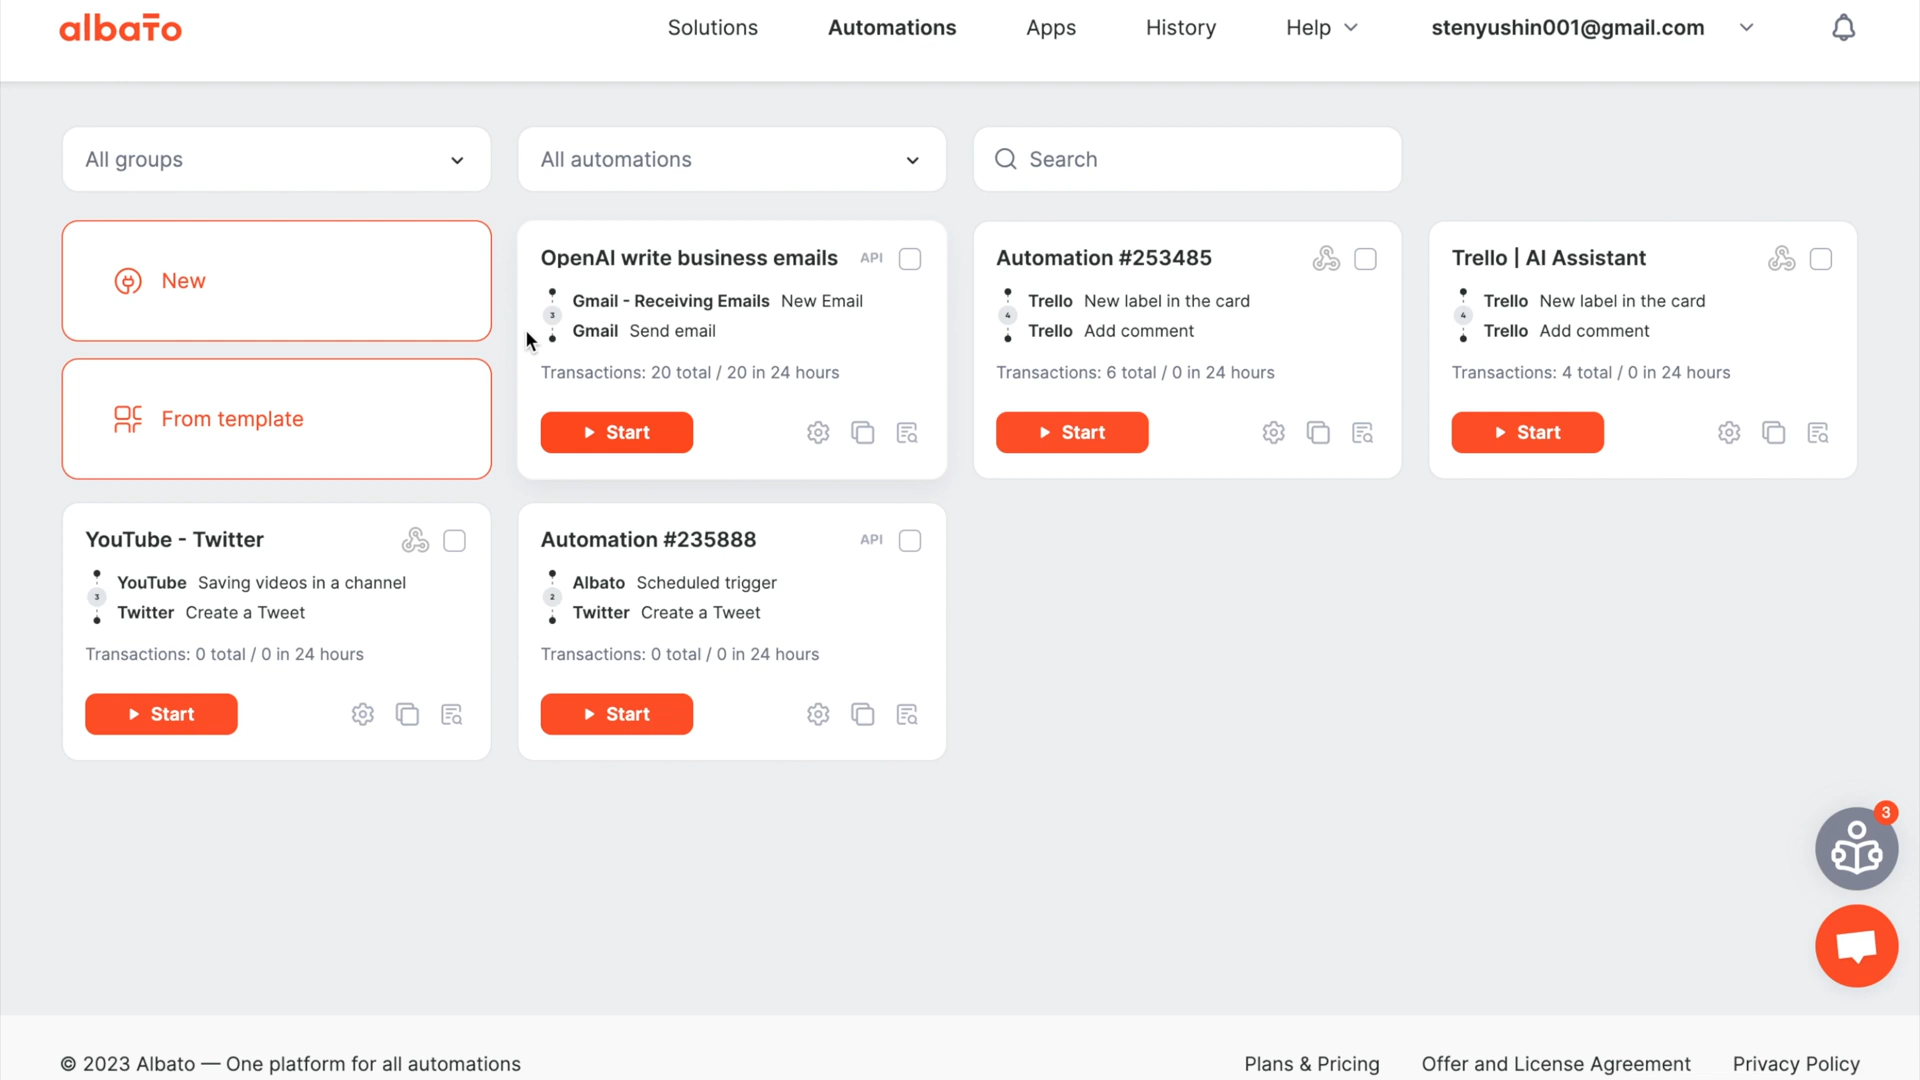 albato
Solutions
Automations
Apps
History
Help
stenyushin001@gmail.com
All groups
All automations
Search
New
From template
OpenAI write business emails
API
3
Gmail - Receiving Emails New Email
Gmail Send email
Transactions: 20 total / 20 in 24 hours
Start
Automation #253485
4
Trello New label in the card
Trello Add comment
Transactions: 6 total / 0 in 24 hours
Start
Trello | AI Assistant
4
Trello New label in the card
Trello Add comment
Transactions: 4 total / 0 in 24 hours
Start
YouTube - Twitter
3
YouTube Saving videos in a channel
Twitter Create a Tweet
Transactions: 0 total / 0 in 24 hours
Start
Automation #235888
API
2
Albato Scheduled trigger
Twitter Create a Tweet
Transactions: 0 total / 0 in 24 hours
Start
3
© 2023 Albato — One platform for all automations
Plans & Pricing
Offer and License Agreement
Privacy Policy